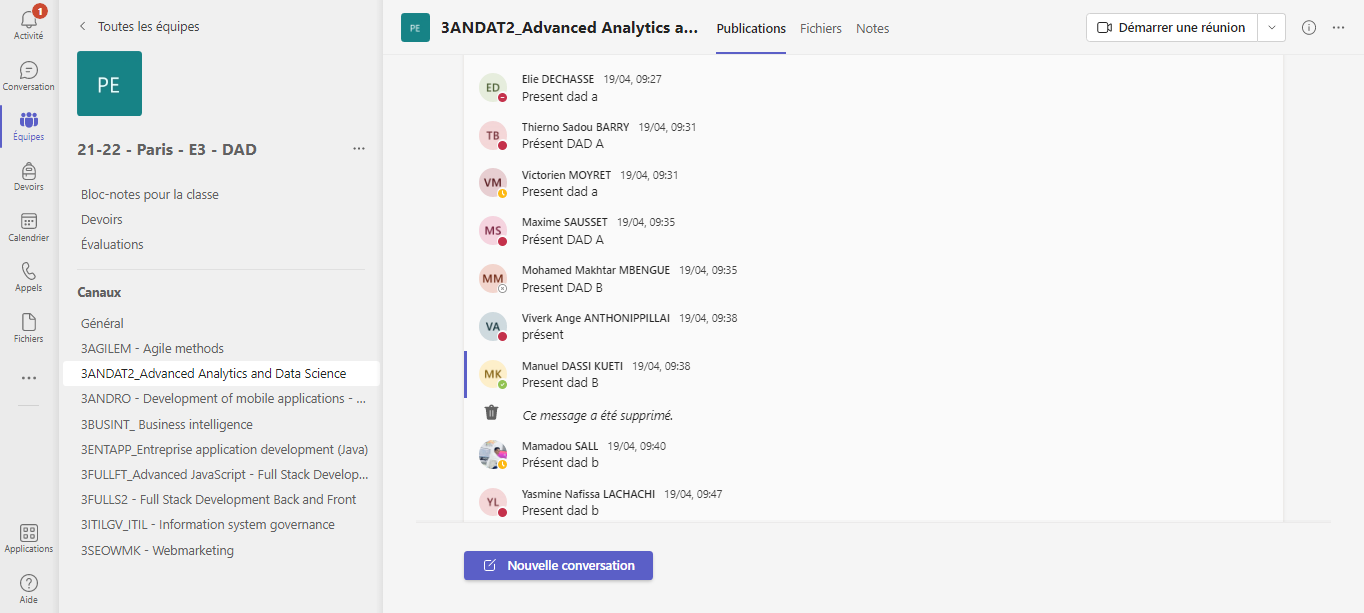 1
Activité
Conversation
Équipes
Devoirs
Calendrier
Appels
Fichiers
Applications
Aide
Toutes les équipes
PE
21-22 - Paris - E3 - DAD
Bloc-notes pour la classe
Devoirs
Évaluations
Canaux
Général
3AGILEM - Agile methods
3ANDAT2_Advanced Analytics and Data Science
3ANDRO - Development of mobile applications - ...
3BUSINT_ Business intelligence
3ENTAPP_Entreprise application development (Java)
3FULLFT_Advanced JavaScript - Full Stack Develop...
3FULLS2 - Full Stack Development Back and Front
3ITILGV_ITIL - Information system governance
3SEOWMK - Webmarketing
PE 3ANDAT2_Advanced Analytics a... Publications Fichiers Notes Démarrer une réunion
ED Elie DECHASSE 19/04, 09:27
Present dad a
TB Thierno Sadou BARRY 19/04, 09:31
Présent DAD A
VM Victorien MOYRET 19/04, 09:31
Present dad a
MS Maxime SAUSSET 19/04, 09:35
Présent DAD A
MM Mohamed Makhtar MBENGUE 19/04, 09:35
Present DAD B
VA Viverk Ange ANTHONIPPILLAI 19/04, 09:38
présent
MK Manuel DASSI KUETI 19/04, 09:38
Present dad B
Ce message a été supprimé.
Mamadou SALL 19/04, 09:40
Présent dad b
YL Yasmine Nafissa LACHACHI 19/04, 09:47
Present dad b
Nouvelle conversation